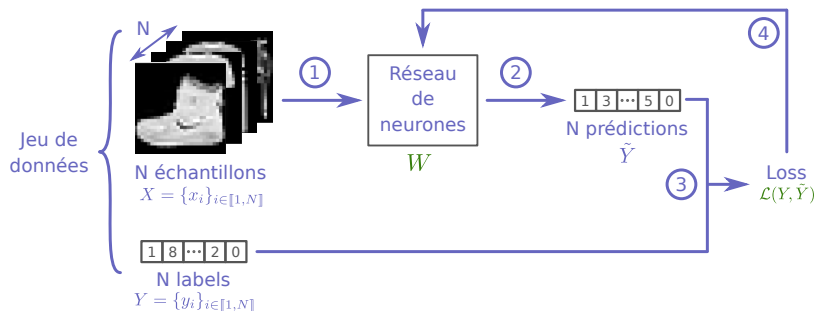 N
1
Réseau
de
neurones
W
2
1 3 ... 5 0
N prédictions
Ỹ
4
Jeu de
données
N échantillons
X = {x_i}_{i∈⟦1,N⟧}
3
Loss
ℒ(Y, Ỹ)
1 8 ... 2 0
N labels
Y = {y_i}_{i∈⟦1,N⟧}